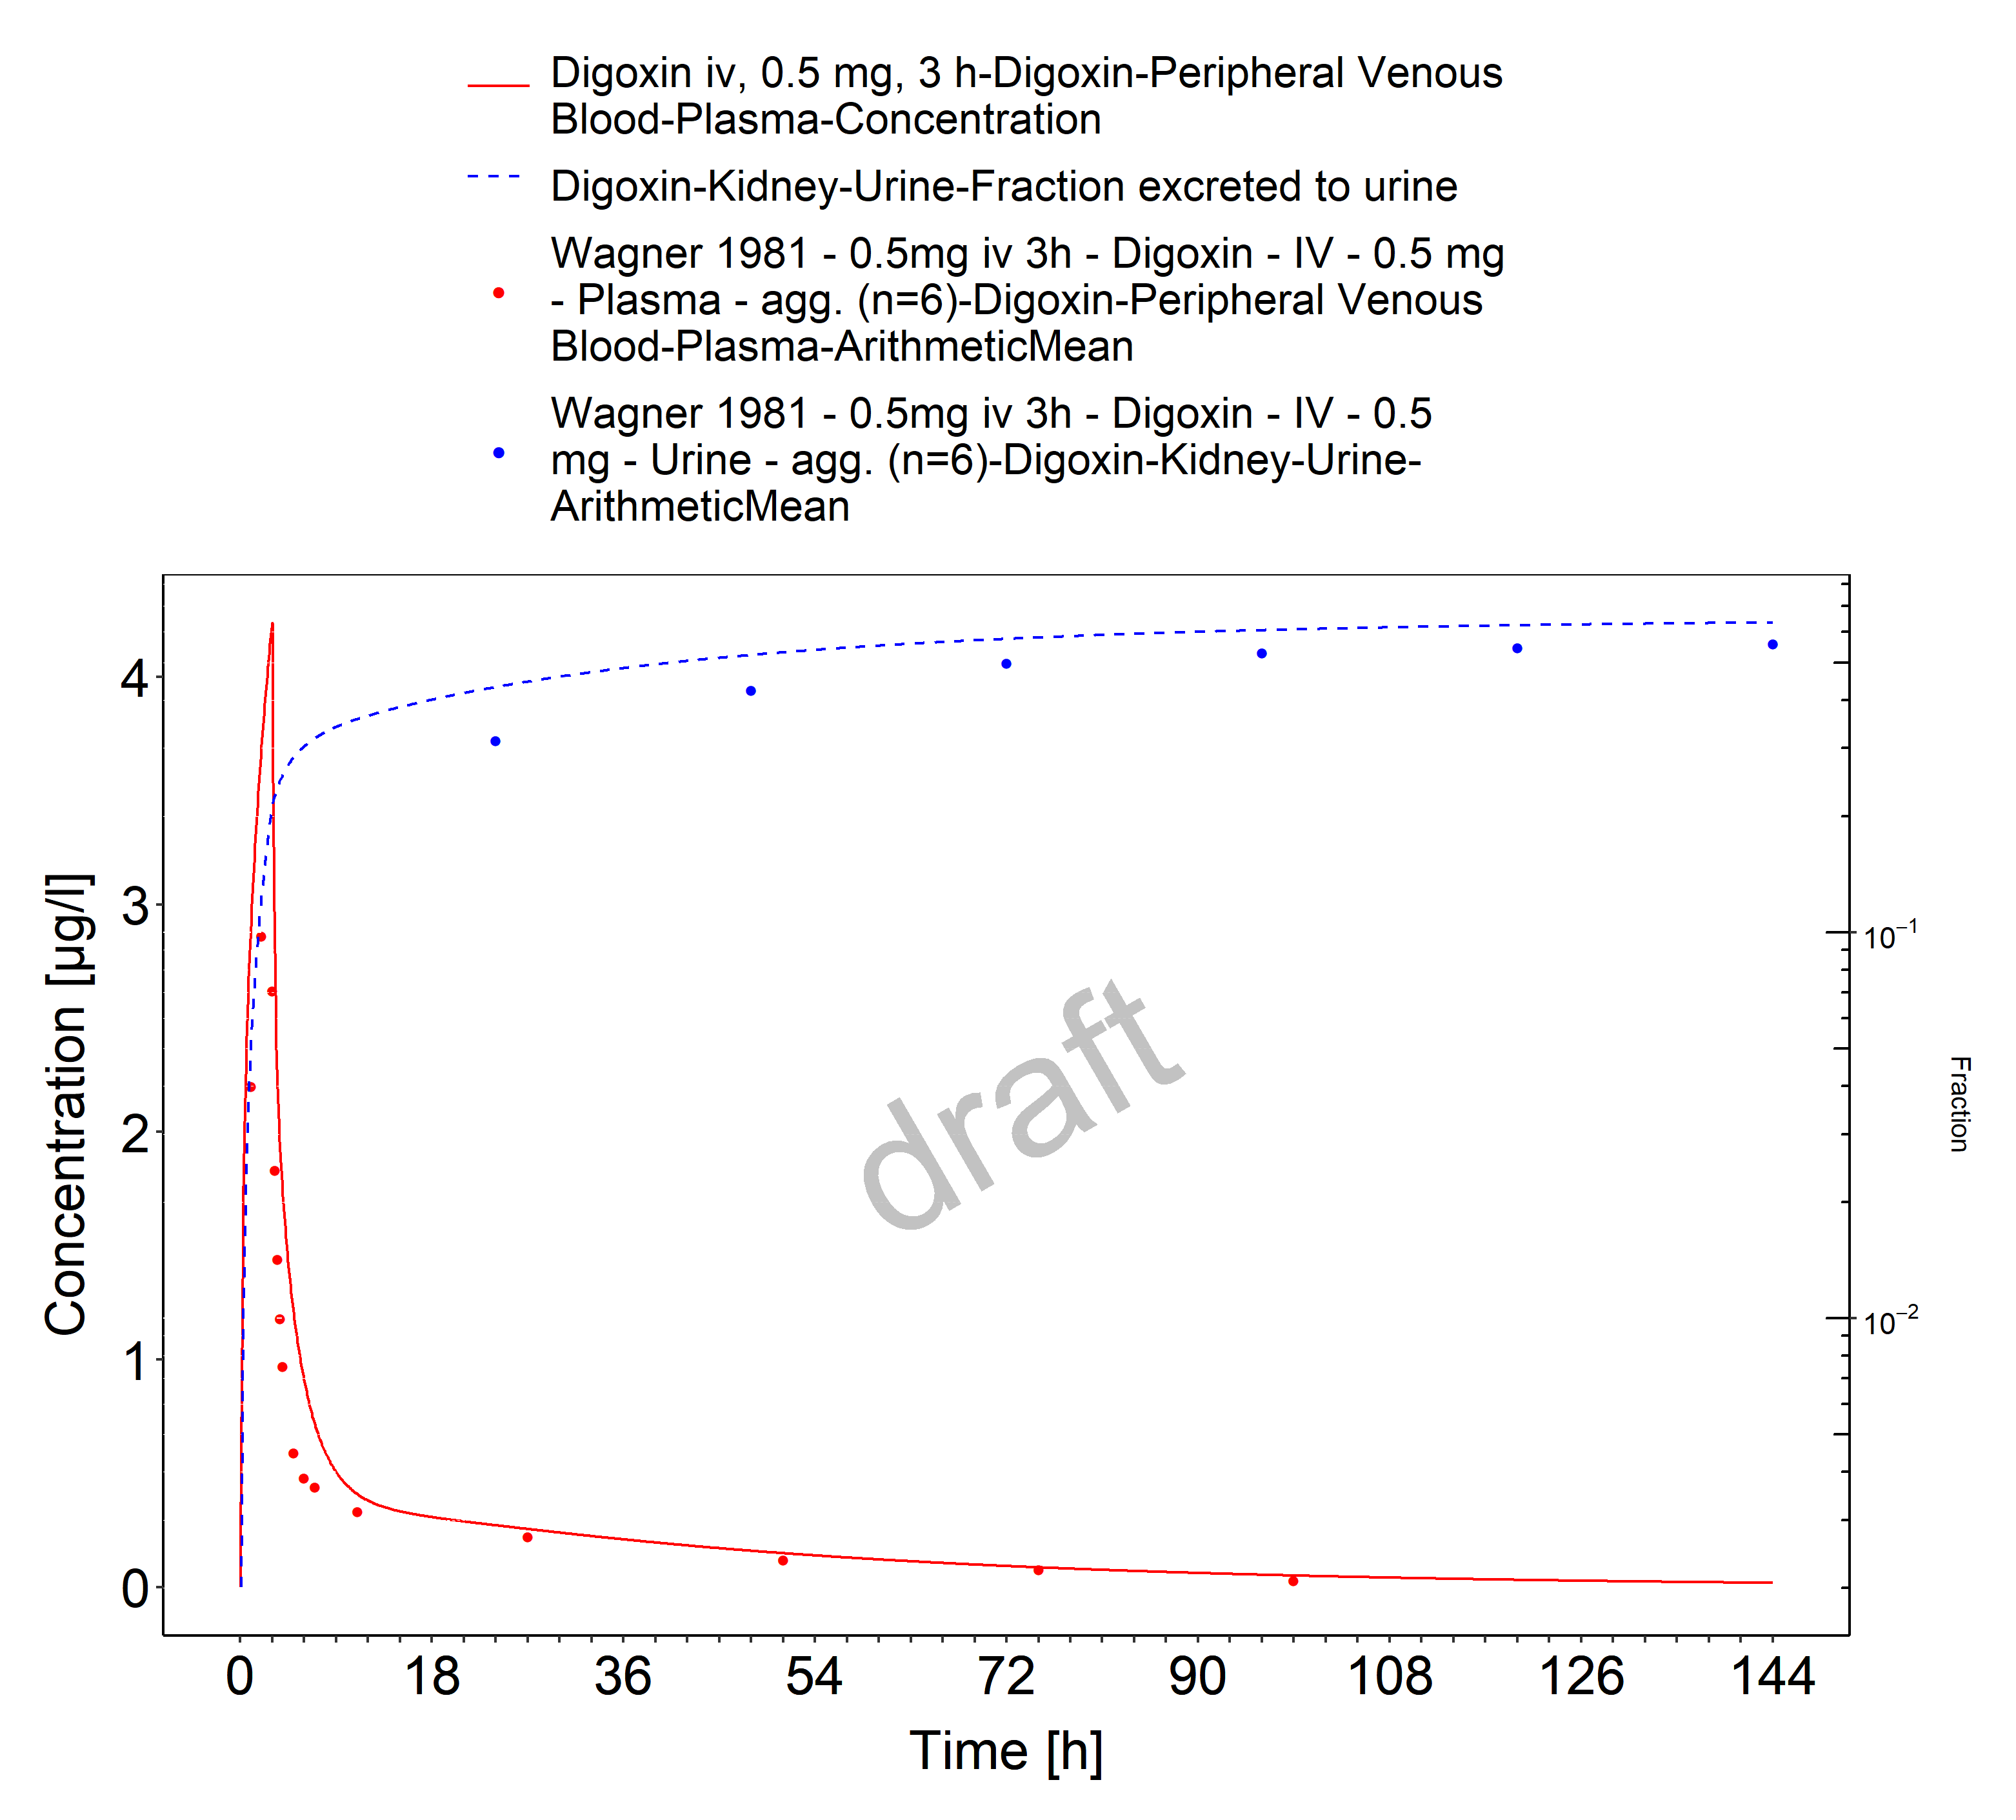 Digoxin iv, 0.5 mg, 3 h-Digoxin-Peripheral Venous
Blood-Plasma-Concentration
Digoxin-Kidney-Urine-Fraction excreted to urine
Wagner 1981 - 0.5mg iv 3h - Digoxin - IV - 0.5 mg
- Plasma - agg. (n=6)-Digoxin-Peripheral Venous
Blood-Plasma-ArithmeticMean
Wagner 1981 - 0.5mg iv 3h - Digoxin - IV - 0.5
mg - Urine - agg. (n=6)-Digoxin-Kidney-Urine-
ArithmeticMean
Concentration [µg/l]
4
3
2
1
0
draft
10⁻¹
10⁻²
Fraction
0 18 36 54 72 90 108 126 144
Time [h]